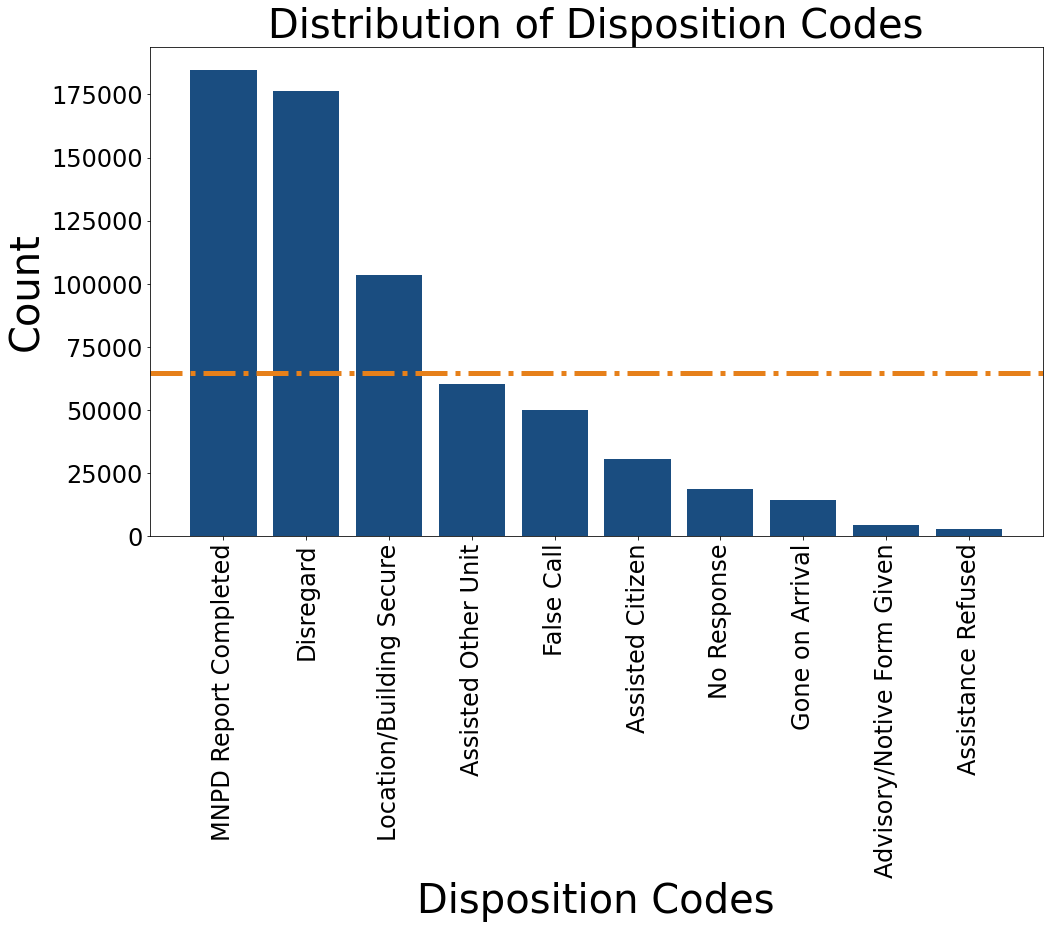 Distribution of Disposition Codes
Count
175000
150000
125000
100000
75000
50000
25000
0
MNPD Report Completed
Disregard
Location/Building Secure
Assisted Other Unit
False Call
Assisted Citizen
No Response
Gone on Arrival
Advisory/Notive Form Given
Assistance Refused
Disposition Codes